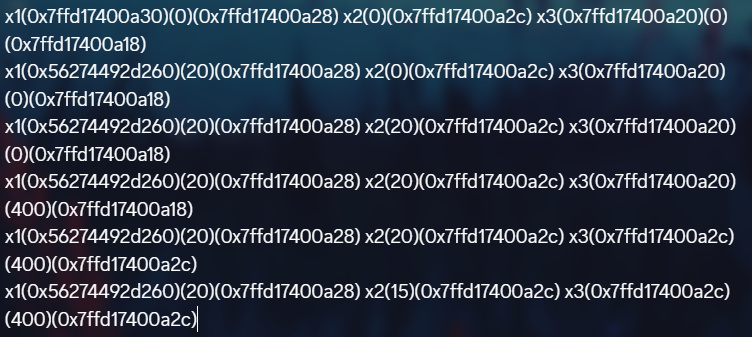 x1(0x7ffd17400a30)(0)(0x7ffd17400a28) x2(0)(0x7ffd17400a2c) x3(0x7ffd17400a20)(0)
(0x7ffd17400a18)
x1(0x56274492d260)(20)(0x7ffd17400a28) x2(0)(0x7ffd17400a2c) x3(0x7ffd17400a20)
(0)(0x7ffd17400a18)
x1(0x56274492d260)(20)(0x7ffd17400a28) x2(20)(0x7ffd17400a2c) x3(0x7ffd17400a20)
(0)(0x7ffd17400a18)
x1(0x56274492d260)(20)(0x7ffd17400a28) x2(20)(0x7ffd17400a2c) x3(0x7ffd17400a20)
(400)(0x7ffd17400a18)
x1(0x56274492d260)(20)(0x7ffd17400a28) x2(20)(0x7ffd17400a2c) x3(0x7ffd17400a2c)
(400)(0x7ffd17400a2c)
x1(0x56274492d260)(20)(0x7ffd17400a28) x2(15)(0x7ffd17400a2c) x3(0x7ffd17400a2c)
(400)(0x7ffd17400a2c)